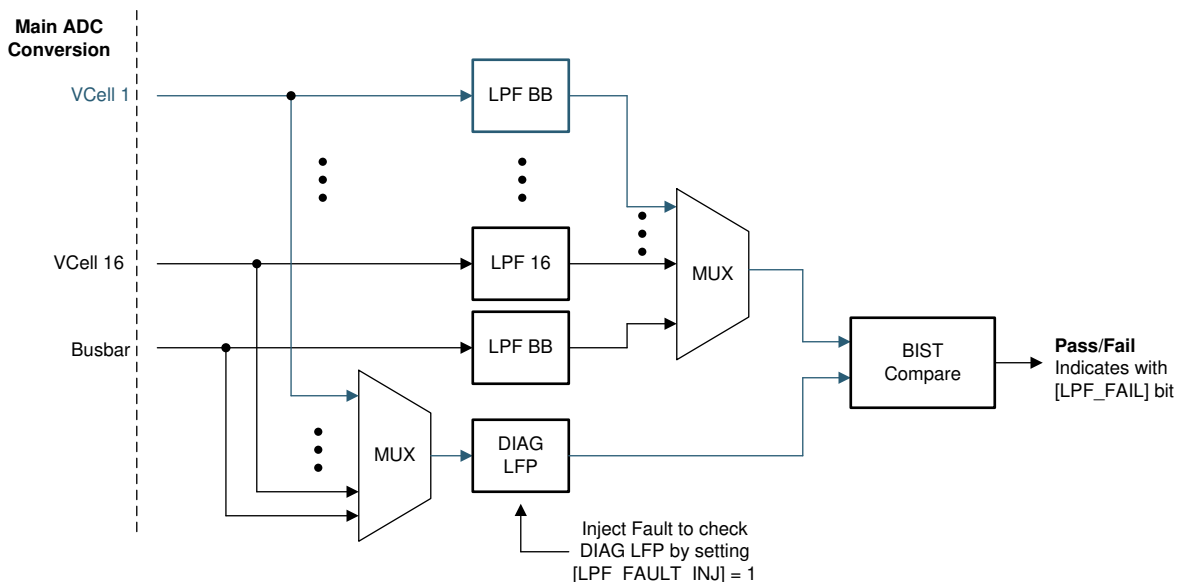 Main ADC
Conversion
VCell 1
LPF BB
VCell 16
LPF 16
MUX
Busbar
LPF BB
BIST
Compare
Pass/Fail
Indicates with
[LPF_FAIL] bit
MUX
DIAG
LFP
Inject Fault to check
DIAG LFP by setting
[LPF_FAULT_INJ] = 1